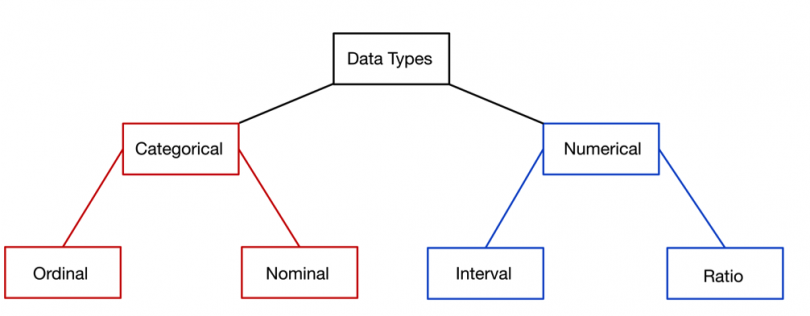 Data Types
Categorical
Numerical
Ordinal
Nominal
Interval
Ratio